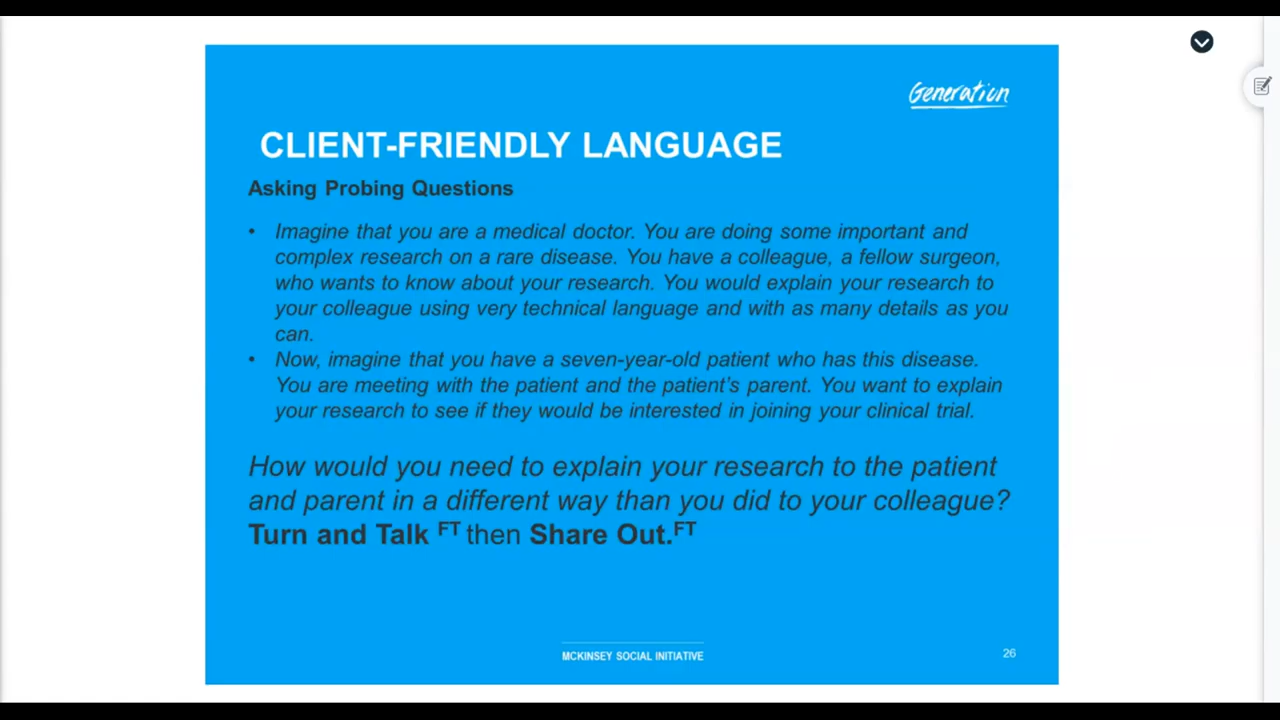 Generation
CLIENT-FRIENDLY LANGUAGE
Asking Probing Questions
• Imagine that you are a medical doctor. You are doing some important and
complex research on a rare disease. You have a colleague, a fellow surgeon,
who wants to know about your research. You would explain your research to
your colleague using very technical language and with as many details as you
can.
• Now, imagine that you have a seven-year-old patient who has this disease.
You are meeting with the patient and the patient's parent. You want to explain
your research to see if they would be interested in joining your clinical trial.
How would you need to explain your research to the patient
and parent in a different way than you did to your colleague?
Turn and Talk FT then Share Out.FT
MCKINSEY SOCIAL INITIATIVE
26